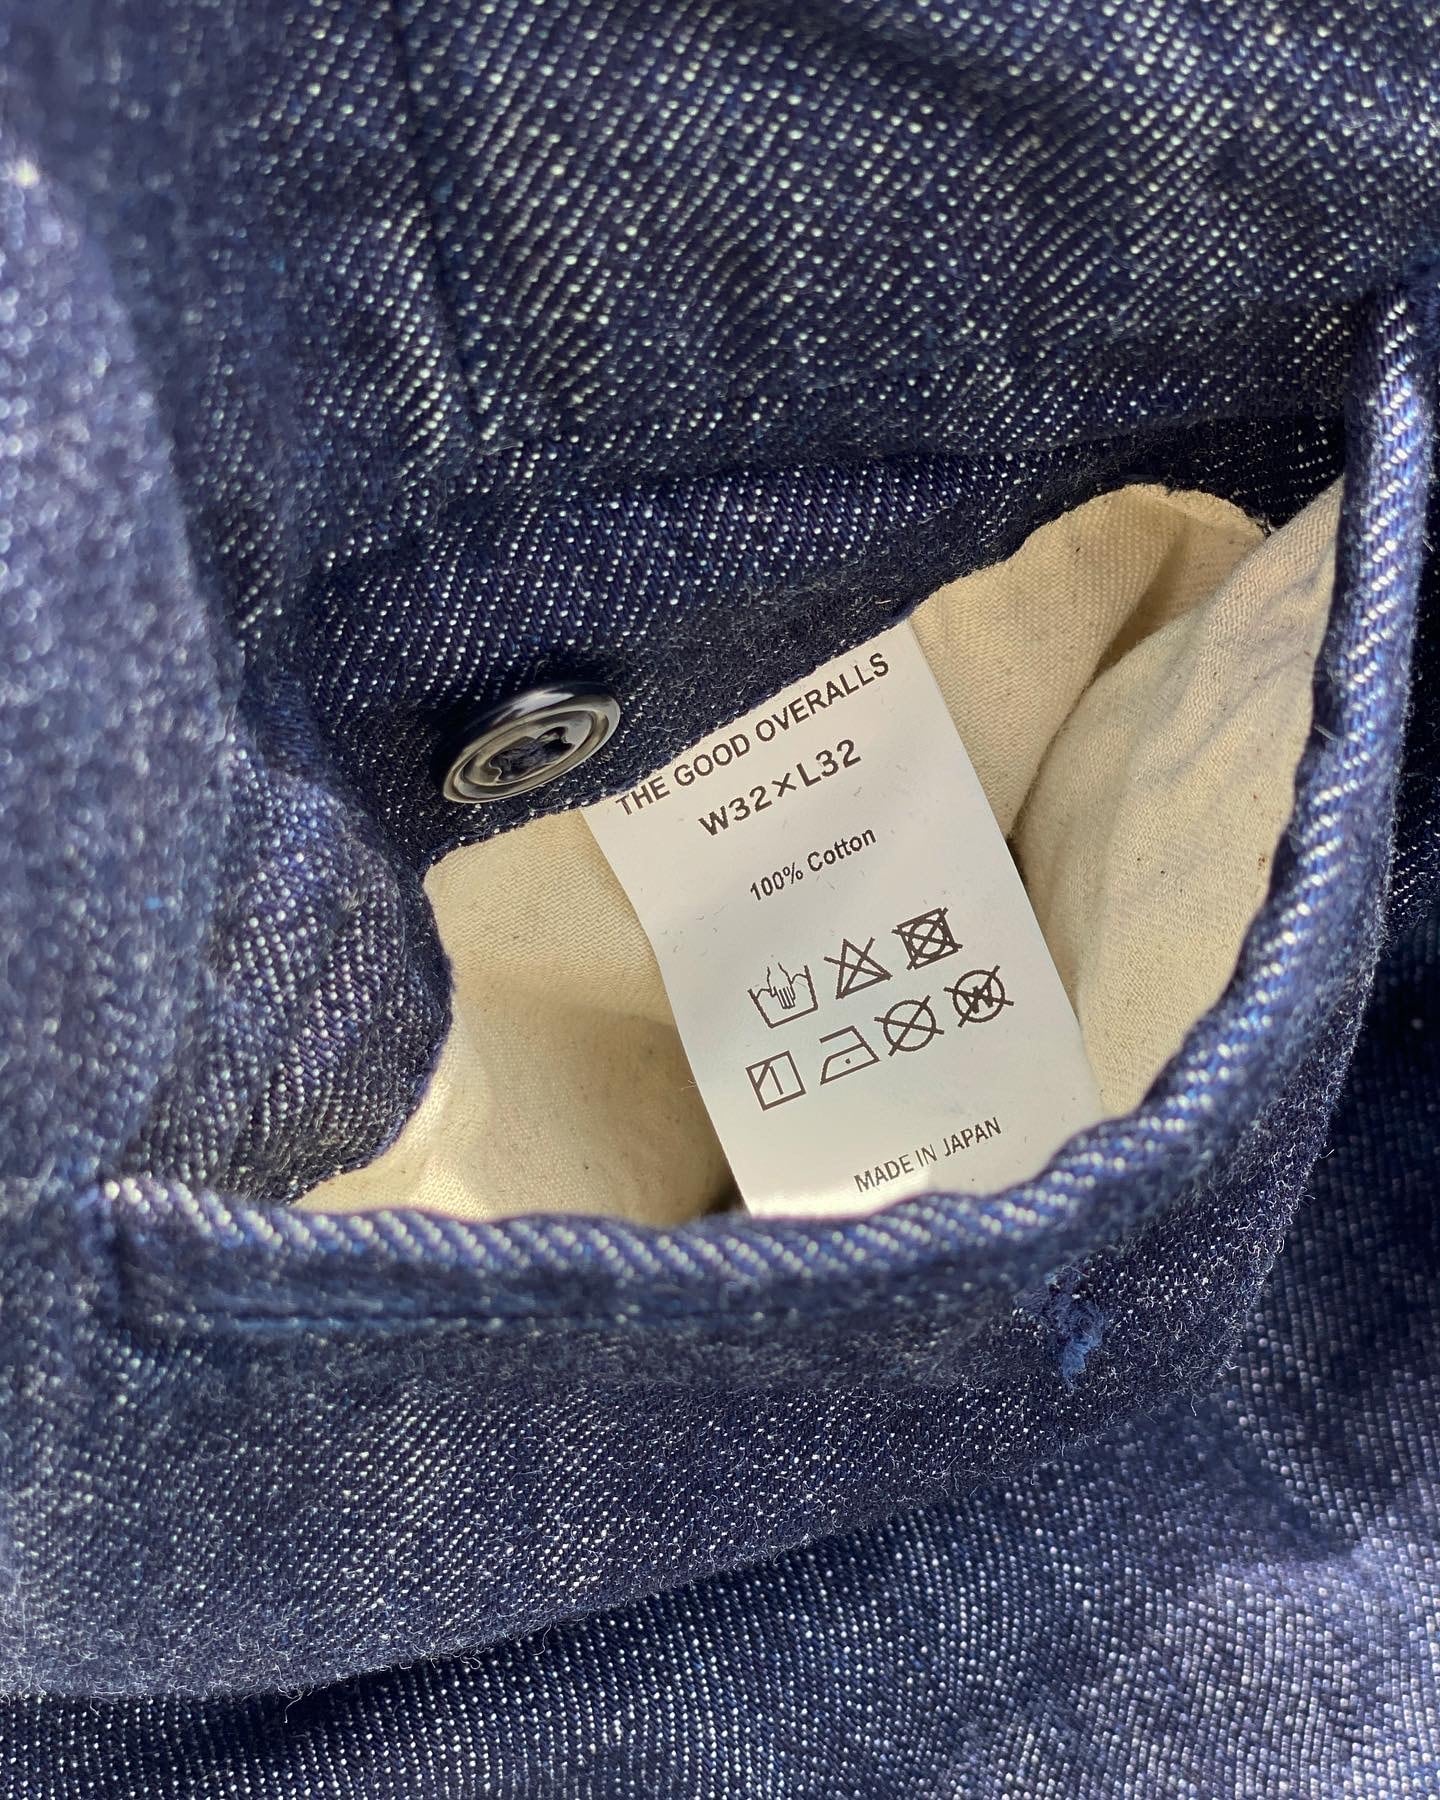 THE GOOD OVERALLS
W32×L32
100% Cotton
W
MADE IN JAPAN